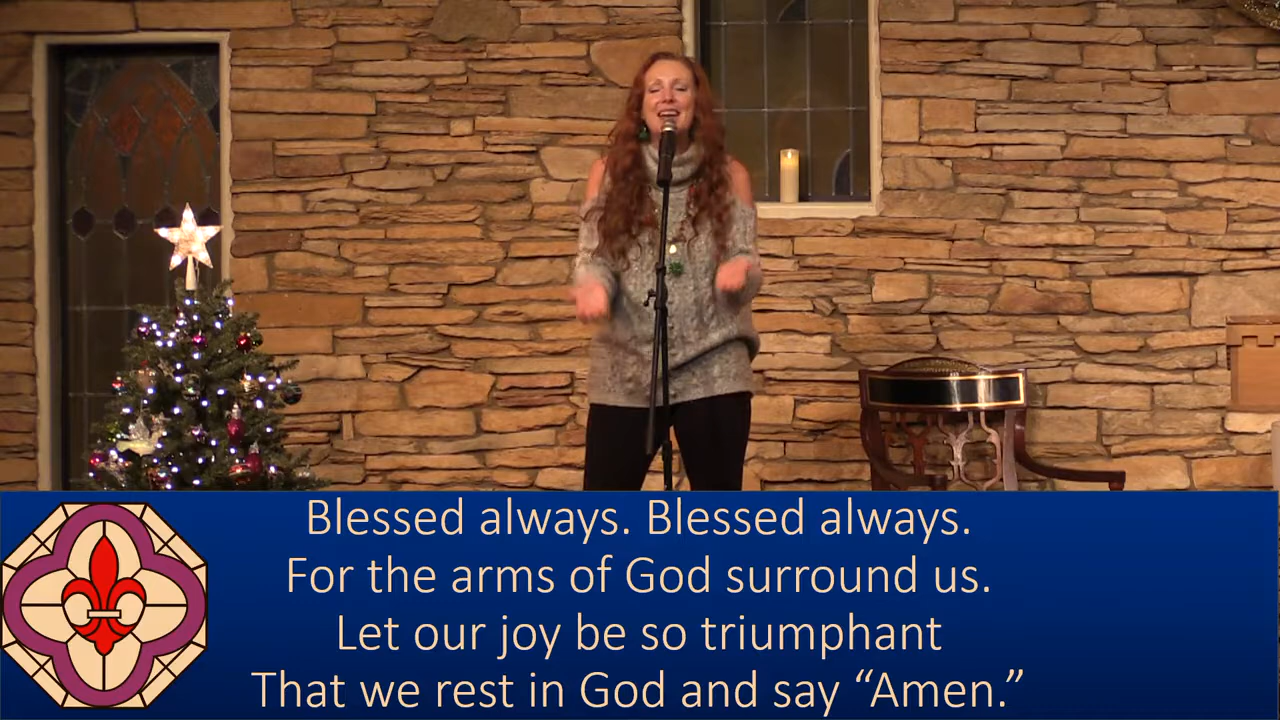 Blessed always. Blessed always.
For the arms of God surround us.
Let our joy be so triumphant
That we rest in God and say “Amen.”